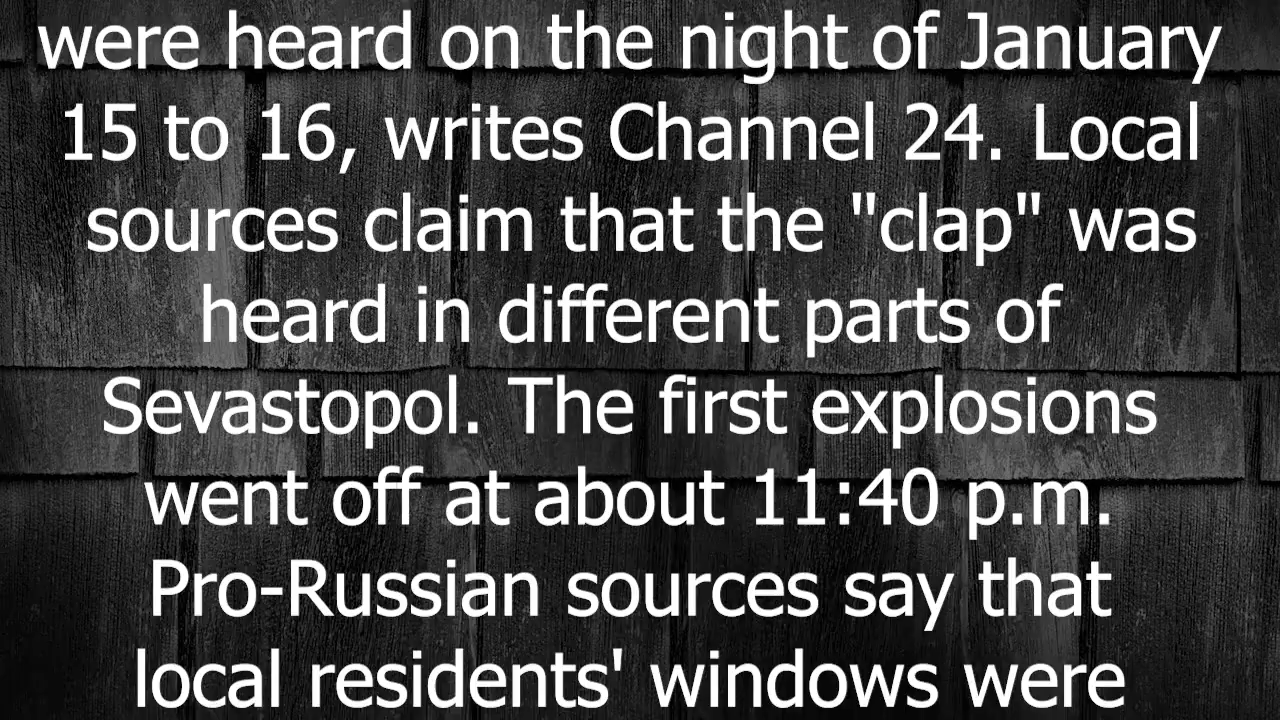 were heard on the night of January
15 to 16, writes Channel 24. Local
sources claim that the "clap" was
heard in different parts of
Sevastopol. The first explosions
went off at about 11:40 p.m.
Pro-Russian sources say that
local residents' windows were